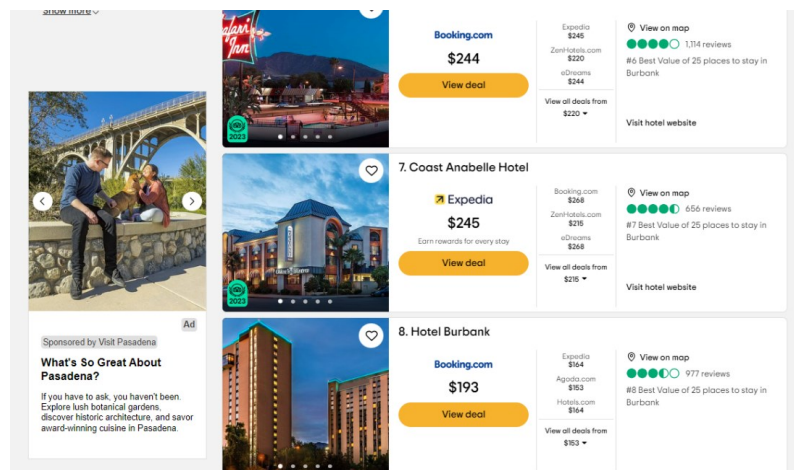 Show more
Safari
Inn
2023
Booking.com
$244
View deal
Expedia
$245
ZenHotels.com
$220
eDreams
$244
View all deals from
$220
View on map
1,114 reviews
#6 Best Value of 25 places to stay in
Burbank
Visit hotel website
Ad
Sponsored by Visit Pasadena
What's So Great About
Pasadena?
If you have to ask, you haven't been.
Explore lush botanical gardens,
discover historic architecture, and savor
award-winning cuisine in Pasadena.
2023
7. Coast Anabelle Hotel
Expedia
$245
Earn rewards for every stay
View deal
Booking.com
$268
ZenHotels.com
$215
eDreams
$268
View all deals from
$215
View on map
656 reviews
#7 Best Value of 25 places to stay in
Burbank
Visit hotel website
8. Hotel Burbank
Booking.com
$193
View deal
Expedia
$164
Agoda.com
$153
Hotels.com
$164
View all deals from
$153
View on map
977 reviews
#8 Best Value of 25 places to stay in
Burbank